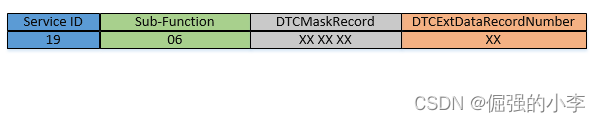 Service ID Sub-Function DTCMaskRecord DTCExtDataRecordNumber
19 06 XX XX XX XX
CSDN @倔强的小李